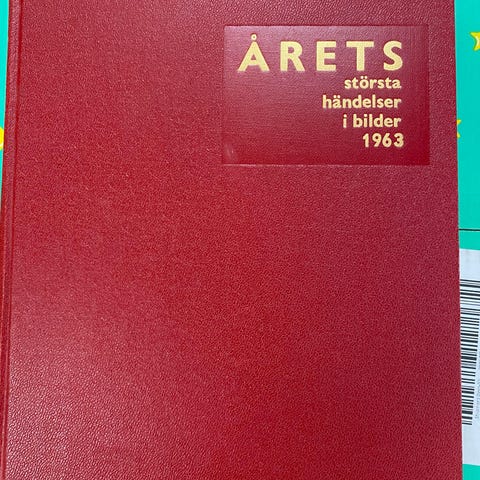 ÅRETS
största
händelser
i bilder
1963